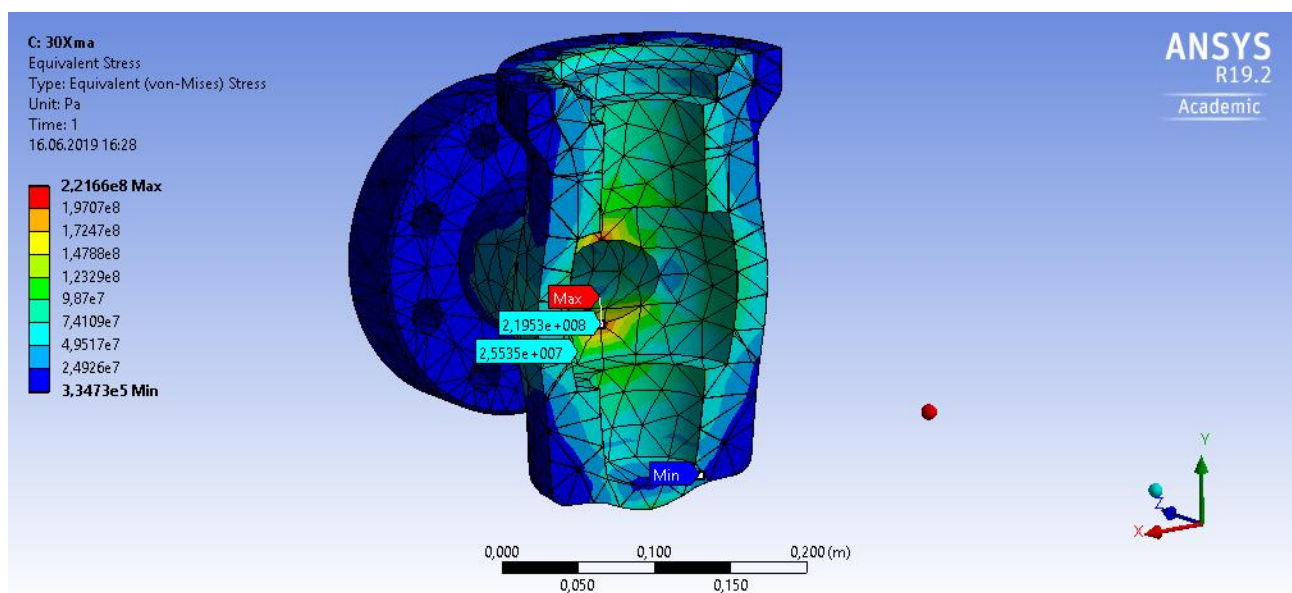 C: 30Xma
Equivalent Stress
Type: Equivalent (von-Mises) Stress
Unit: Pa
Time: 1
16.06.2019 16:28
2,2166e8 Max
1,9707e8
1,7247e8
1,4788e8
1,2329e8
9,87e7
7,4109e7
4,9517e7
2,4926e7
3,3473e5 Min
ANSYS
R19.2
Academic
Max
2,1953e+008
2,5535e+007
Min
0,000 0,100 0,200 (m)
0,050 0,150
Y
Z
X